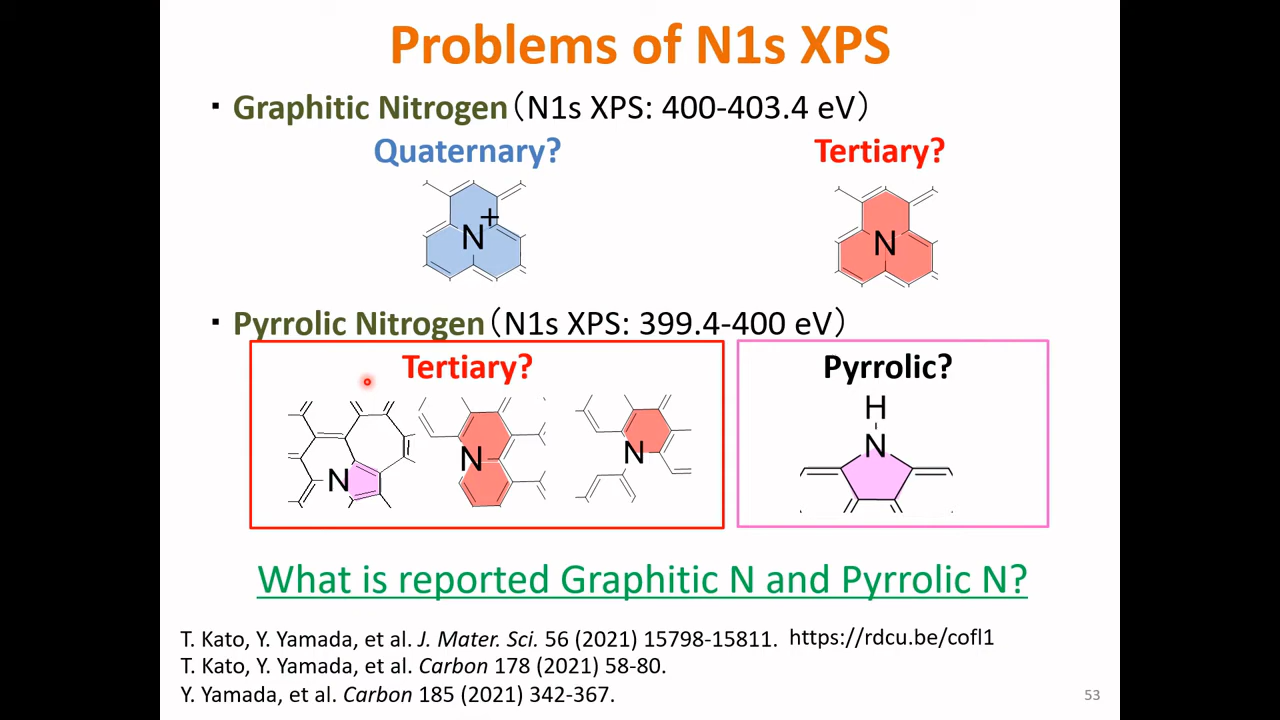 Problems of N1s XPS
・Graphitic Nitrogen（N1s XPS: 400-403.4 eV）
Quaternary? Tertiary?
N+ N
・Pyrrolic Nitrogen（N1s XPS: 399.4-400 eV）
Tertiary? Pyrrolic?
H
N N N N
What is reported Graphitic N and Pyrrolic N?
T. Kato, Y. Yamada, et al. J. Mater. Sci. 56 (2021) 15798-15811. https://rdcu.be/cofl1
T. Kato, Y. Yamada, et al. Carbon 178 (2021) 58-80.
Y. Yamada, et al. Carbon 185 (2021) 342-367.
53